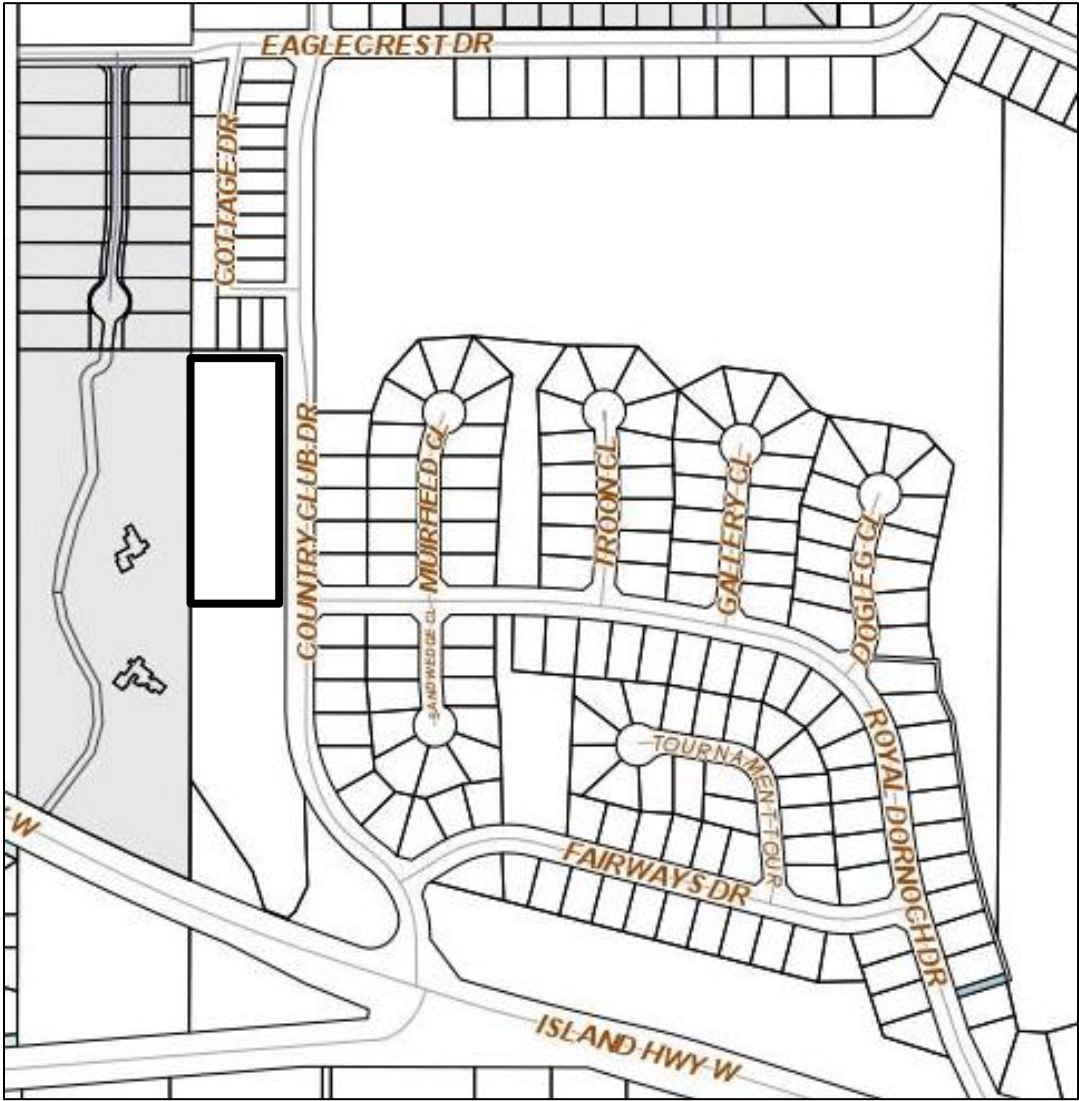 EAGLECREST DR
COTTAGE DR
COUNTRY CLUB DR
MUIRFIELD CL
TROON CL
GALLERY CL
DOGLEG CL
SANDWEDGE CL
TOURNAMENT TOUR
ROYAL DORNOCH DR
FAIRWAYS DR
W
ISLAND HWY W